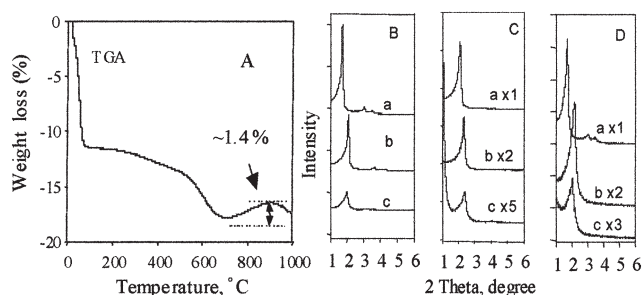 0
-5
-10
-15
-20
Weight loss (%)
TGA
A
~1.4%
0 200 400 600 800 1000
Temperature, °C
Intensity
B
a
b
c
1 2 3 4 5 6
C
a x1
b x2
c x5
1 2 3 4 5 6
D
a x1
b x2
c x3
1 2 3 4 5 6
2 Theta, degree